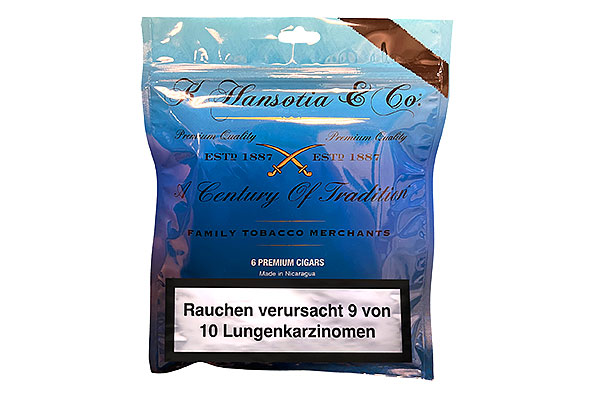 K. Hansotia & Co.
Premium Quality Premium Quality
ESTD 1887 ESTD 1887
A Century Of Tradition
FAMILY TOBACCO MERCHANTS
6 PREMIUM CIGARS
Made in Nicaragua
Rauchen verursacht 9 von
10 Lungenkarzinomen